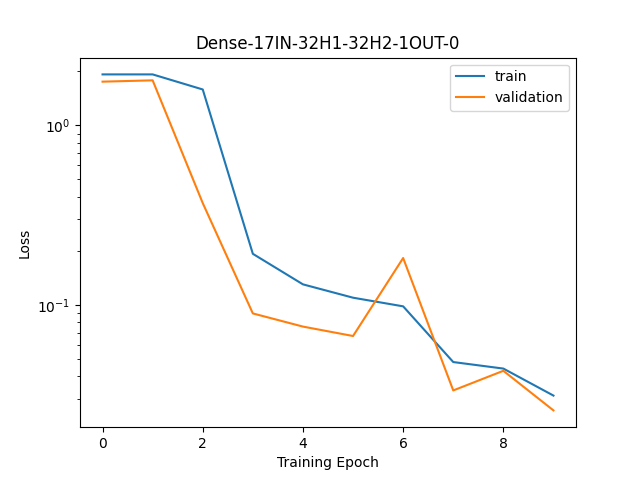 Dense-17IN-32H1-32H2-1OUT-0
train
validation
10⁰
10⁻¹
Loss
0 2 4 6 8
Training Epoch